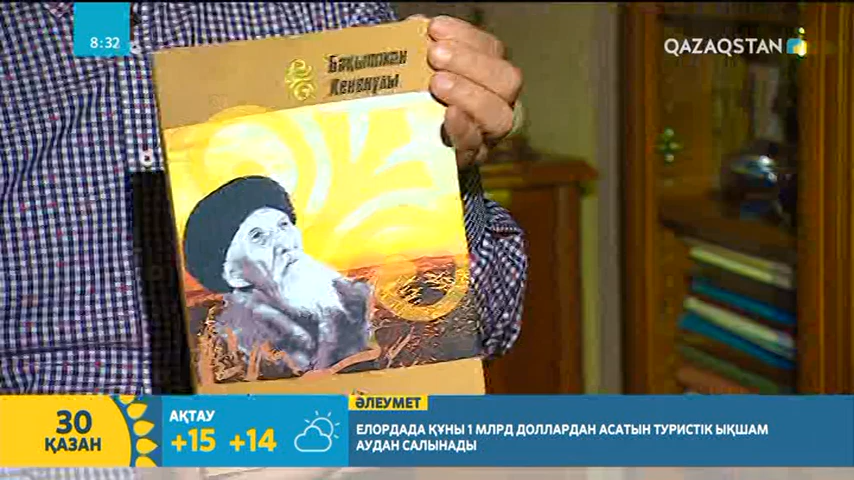 8:32
QAZAQSTAN
Бақытжан
Кененұлы
30
ҚАЗАН
АҚТАУ
+15 +14
ӘЛЕУМЕТ
ЕЛОРДАДА ҚҰНЫ 1 МЛРД ДОЛЛАРДАН АСАТЫН ТУРИСТІК ЫҚШАМ
АУДАН САЛЫНАДЫ